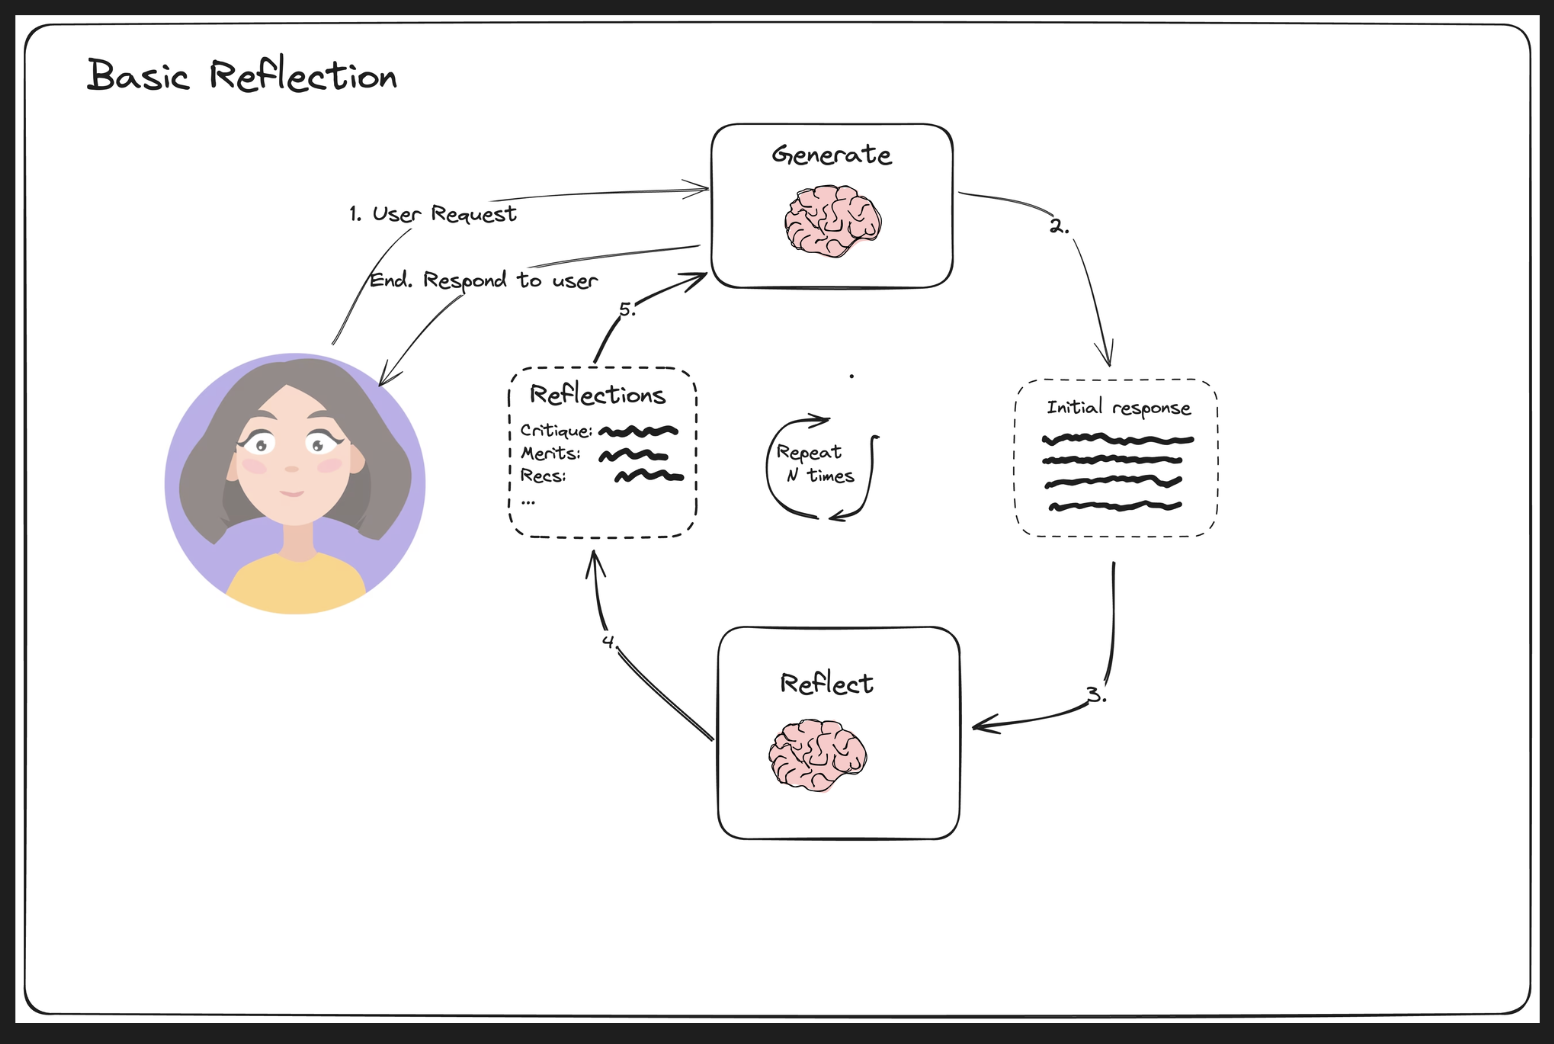 Basic Reflection
Generate
1. User Request
2.
End. Respond to user
5.
Reflections
Critique:
Merits:
Recs:
...
Repeat
N times
Initial response
4.
3.
Reflect